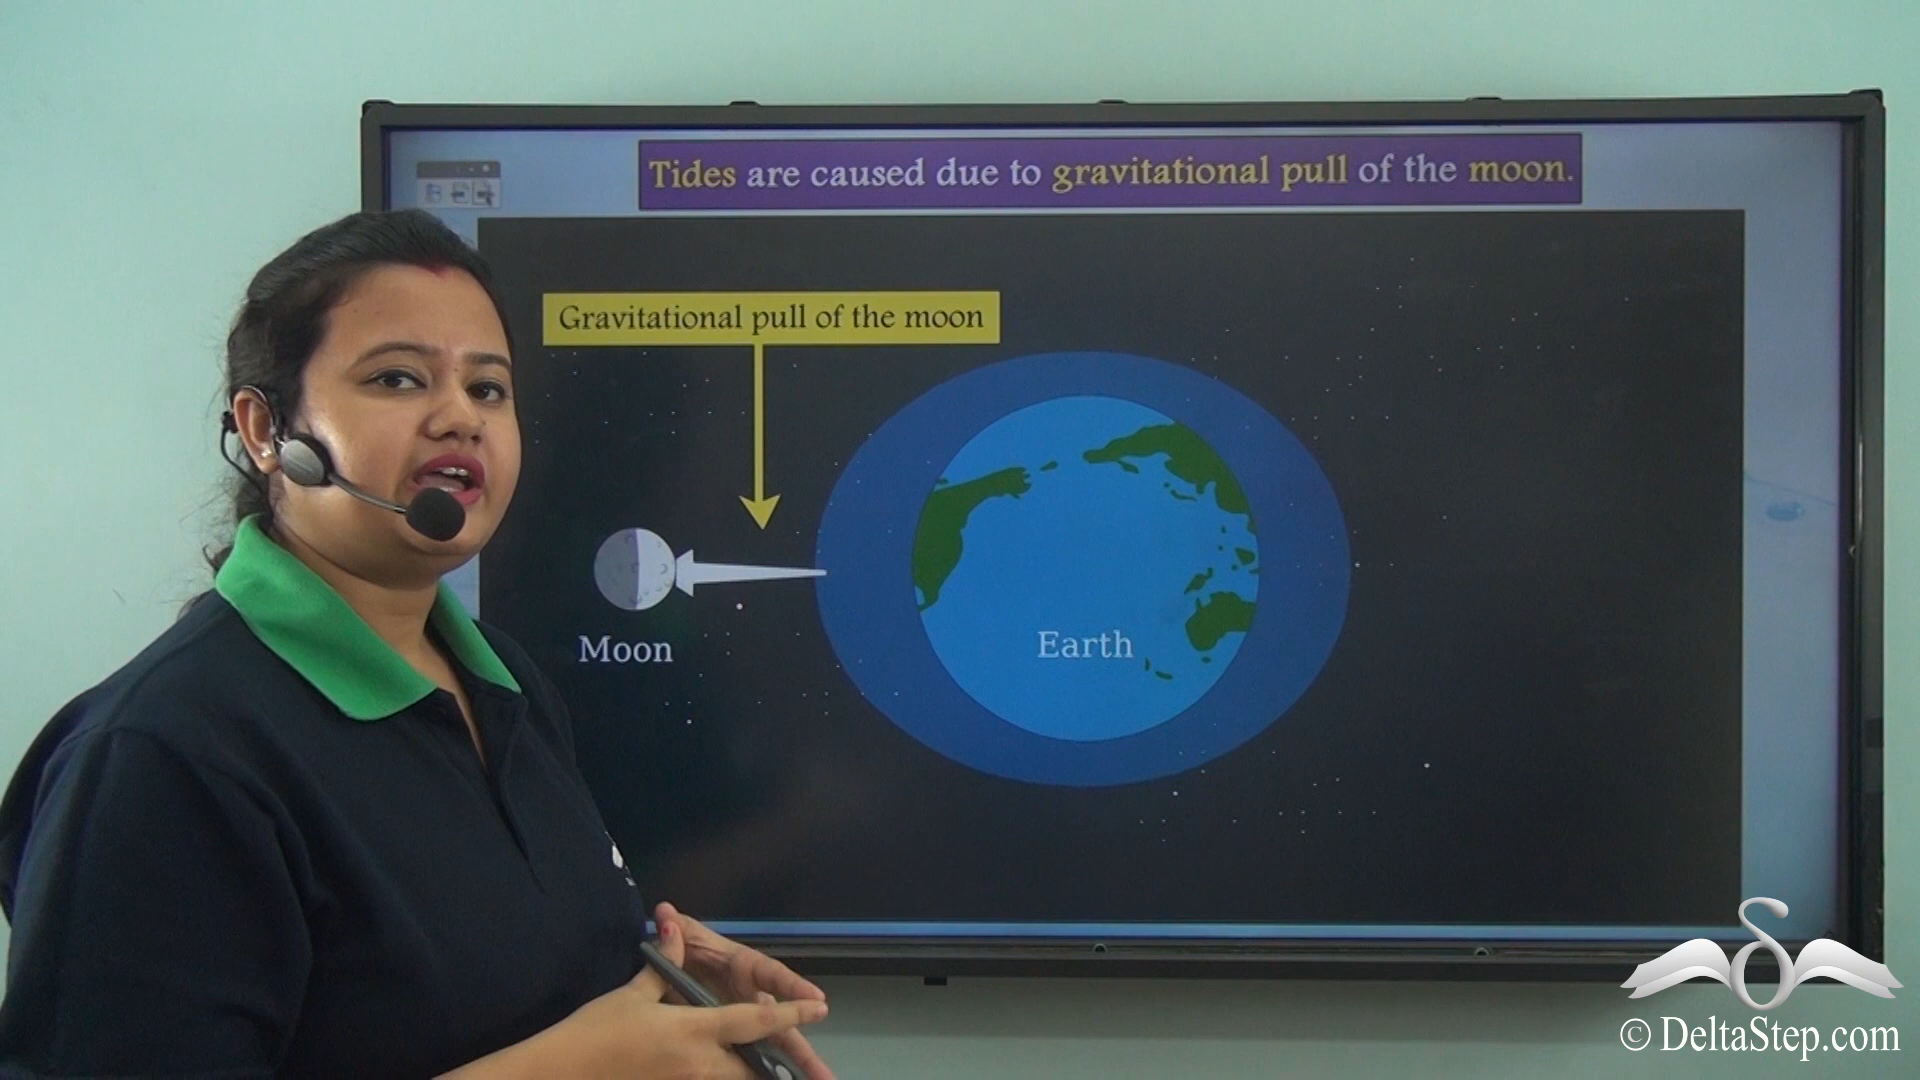 Tides are caused due to gravitational pull of the moon.
Gravitational pull of the moon
Moon
Earth
© DeltaStep.com